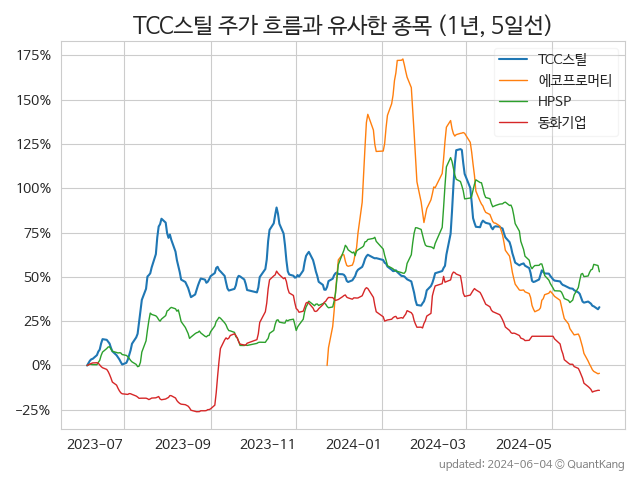 TCC스틸 주가 흐름과 유사한 종목 (1년, 5일선)
TCC스틸
에코프로머티
HPSP
동화기업
175%
150%
125%
100%
75%
50%
25%
0%
−25%
2023-07
2023-09
2023-11
2024-01
2024-03
2024-05
updated: 2024-06-04 © QuantKang